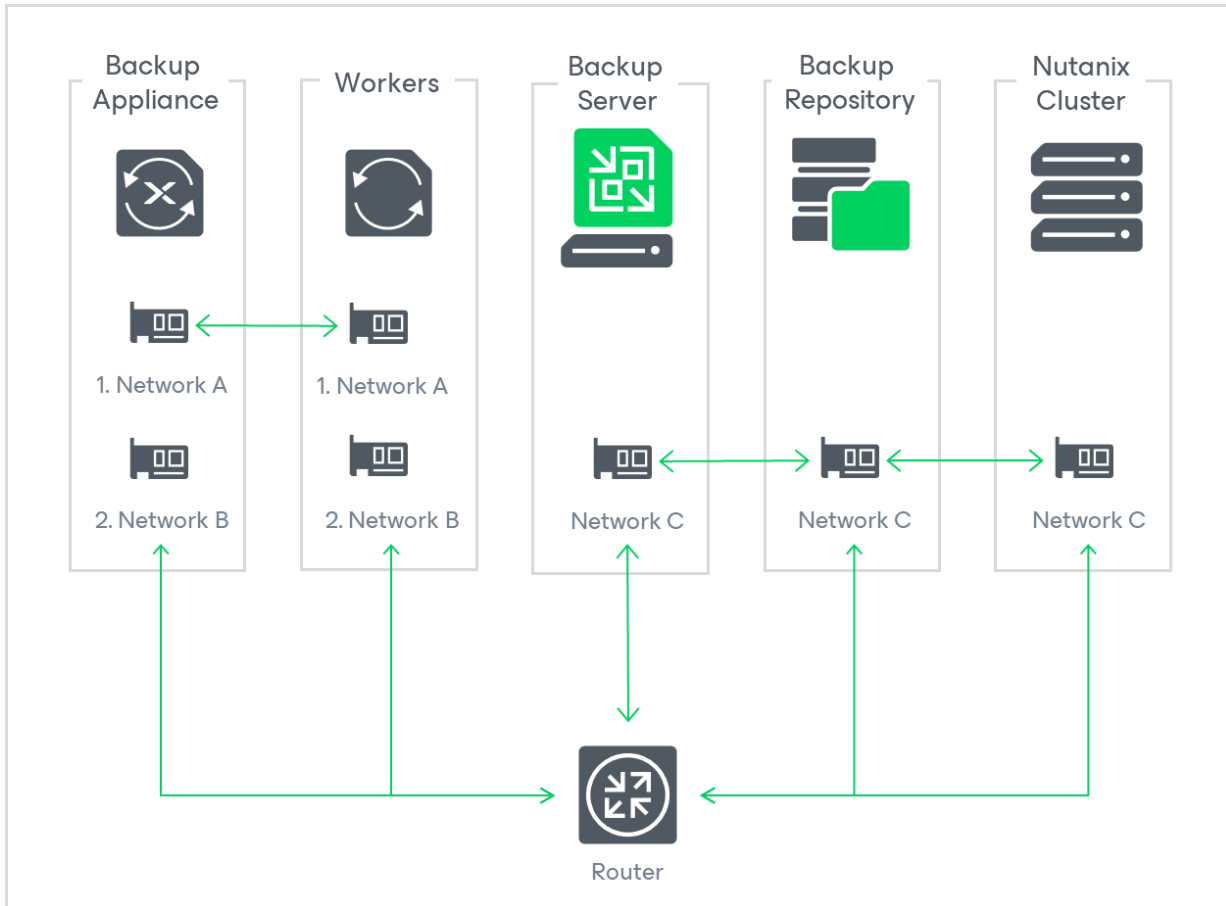 Backup
Appliance
Workers
Backup
Server
Backup
Repository
Nutanix
Cluster
1. Network A
1. Network A
2. Network B
2. Network B
Network C
Network C
Network C
Router